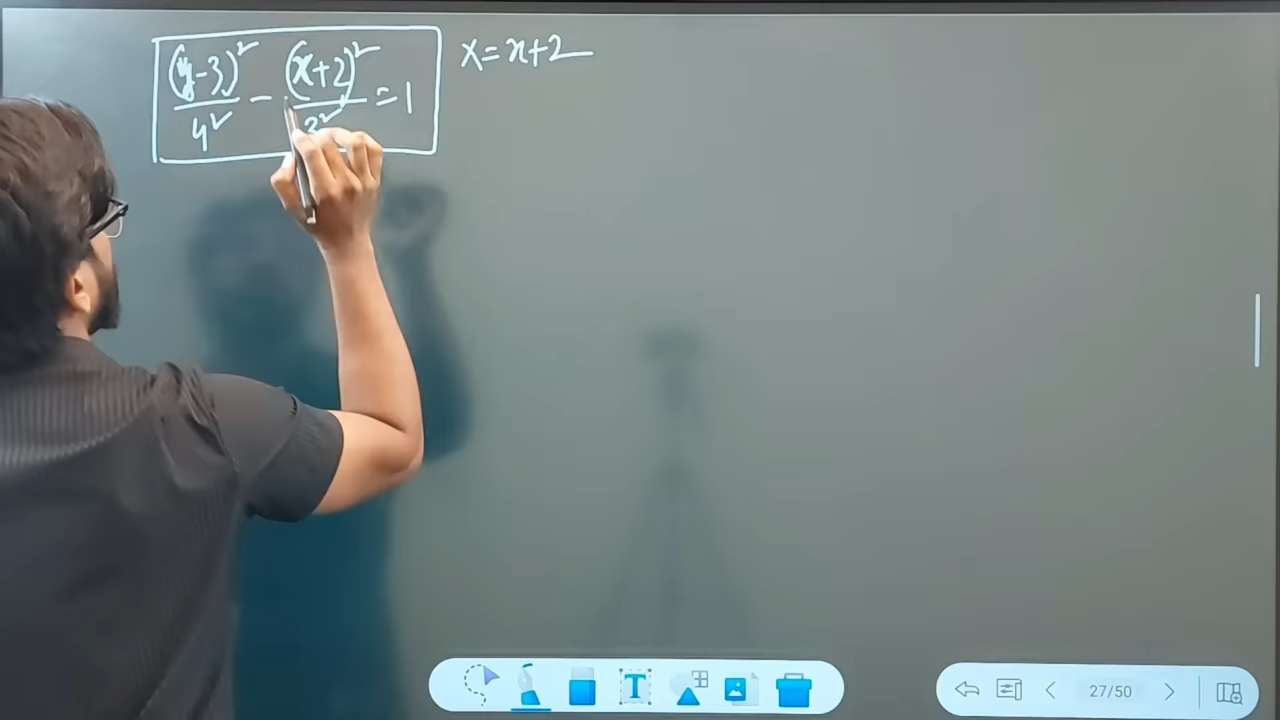 (y-3)²/4² - (x+2)²/3² = 1
X=x+2
T
27/50